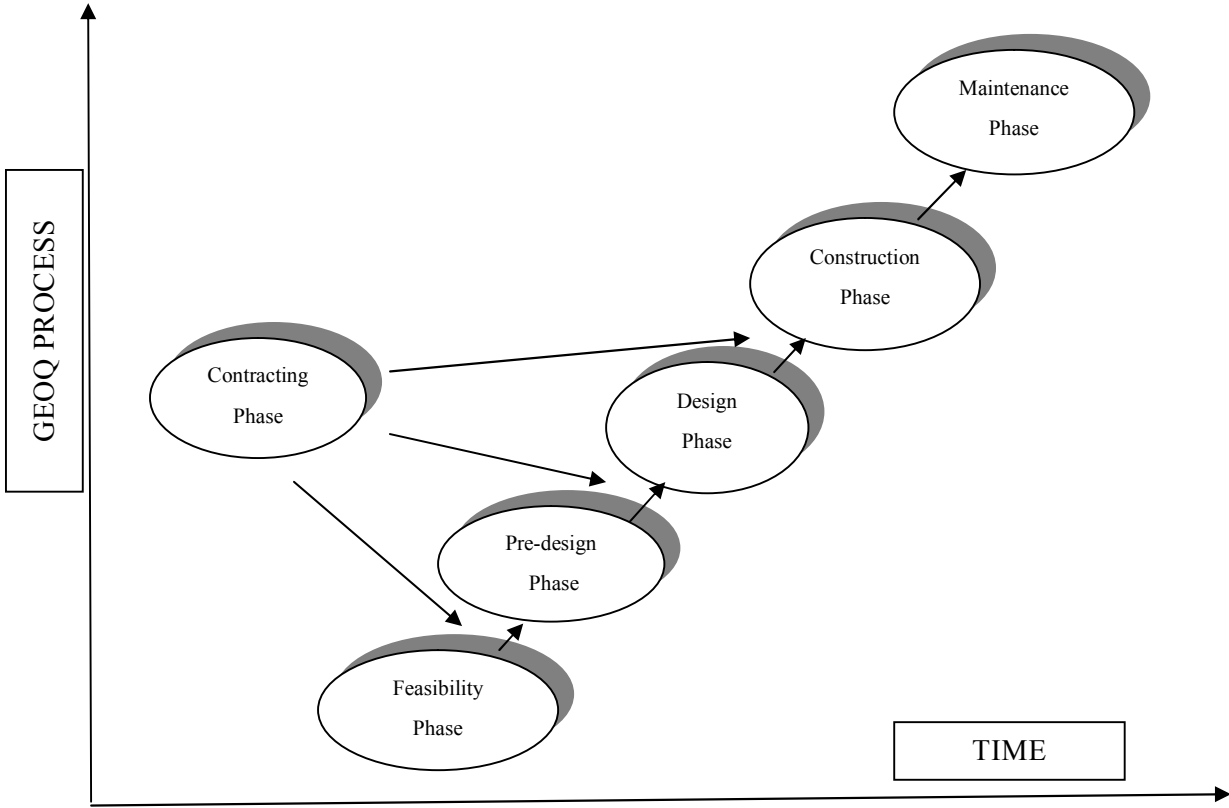 Maintenance
Phase
GEOQ PROCESS
Construction
Phase
Contracting
Phase
Design
Phase
Pre-design
Phase
Feasibility
Phase
TIME